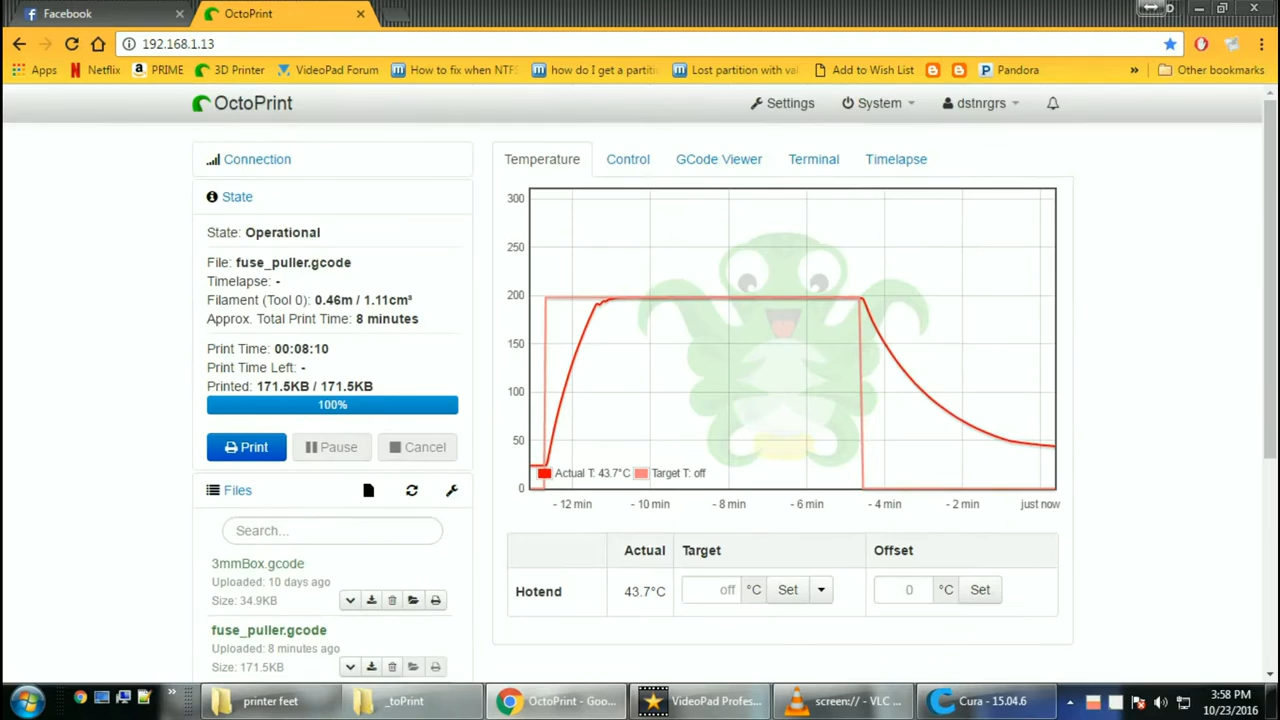 Facebook
OctoPrint
D
192.168.1.13
Apps Netflix PRIME 3D Printer VideoPad Forum How to fix when NTFS how do I get a partiti Lost partition with val Add to Wish List Pandora » Other bookmarks
OctoPrint
Settings System dstnrgrs
Connection
State
State: Operational
File: fuse_puller.gcode
Timelapse: -
Filament (Tool 0): 0.46m / 1.11cm³
Approx. Total Print Time: 8 minutes
Print Time: 00:08:10
Print Time Left: -
Printed: 171.5KB / 171.5KB
100%
Print Pause Cancel
Files
Search...
3mmBox.gcode
Uploaded: 10 days ago
Size: 34.9KB
fuse_puller.gcode
Uploaded: 8 minutes ago
Size: 171.5KB
Temperature Control GCode Viewer Terminal Timelapse
300
250
200
150
100
50
0
Actual T: 43.7°C Target T: off
- 12 min - 10 min - 8 min - 6 min - 4 min - 2 min just now
Actual Target Offset
Hotend 43.7°C off °C Set 0 °C Set
» printer feet _toPrint OctoPrint - Goo... VideoPad Profes... screen:// - VLC ... Cura - 15.04.6
3:58 PM
10/23/2016